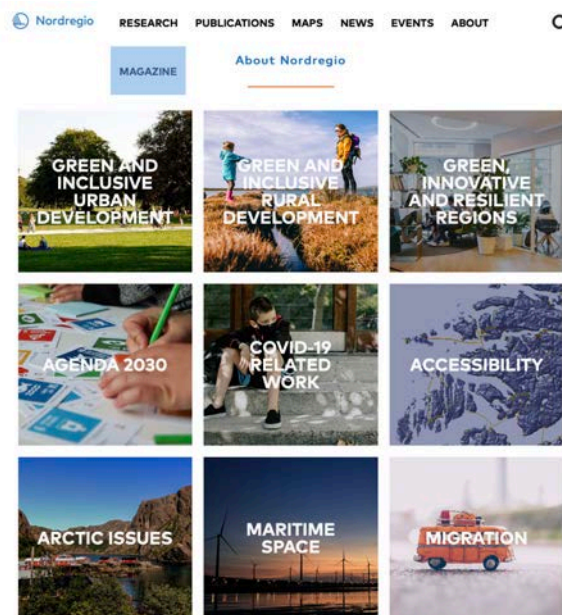 Nordregio RESEARCH PUBLICATIONS MAPS NEWS EVENTS ABOUT
MAGAZINE
About Nordregio
GREEN AND
INCLUSIVE
URBAN
DEVELOPMENT
GREEN AND
INCLUSIVE
RURAL
DEVELOPMENT
GREEN,
INNOVATIVE
AND RESILIENT
REGIONS
AGENDA 2030
COVID-19
RELATED
WORK
ACCESSIBILITY
ARCTIC ISSUES
MARITIME
SPACE
MIGRATION